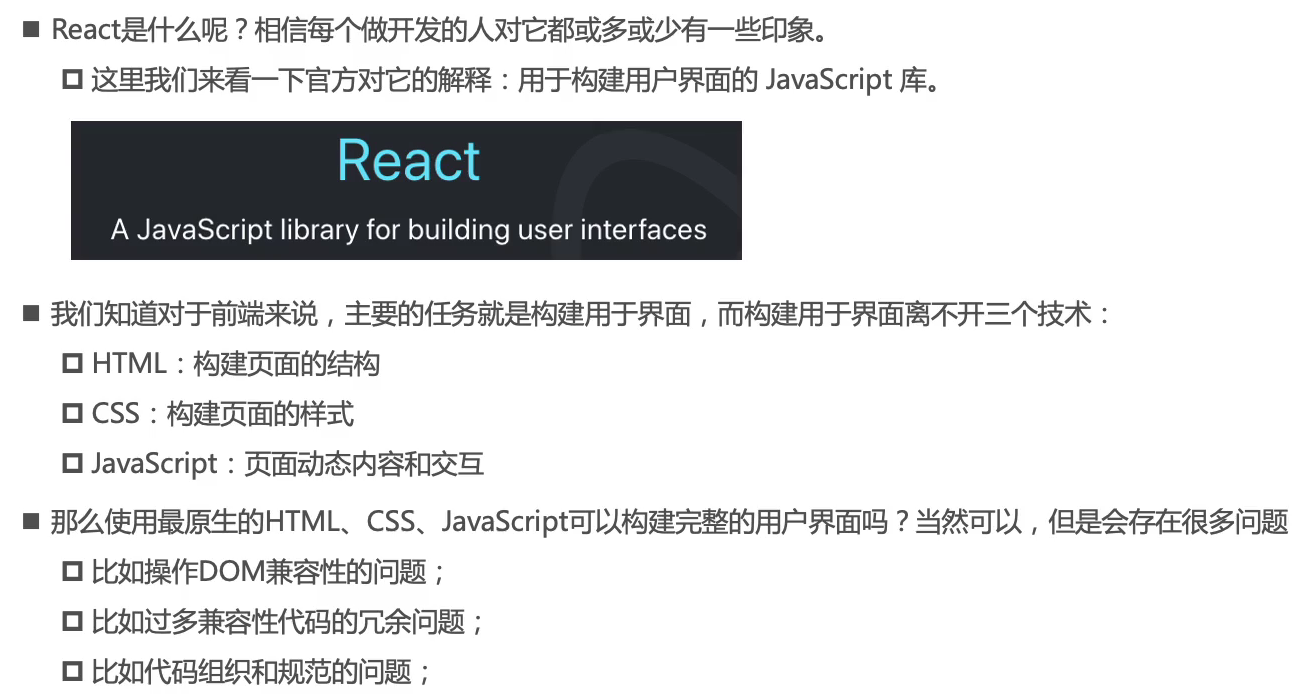 React是什么呢？相信每个做开发的人对它都或多或少有一些印象。
这里我们来看一下官方对它的解释：用于构建用户界面的 JavaScript 库。
React
A JavaScript library for building user interfaces
我们知道对于前端来说，主要的任务就是构建用于界面，而构建用于界面离不开三个技术：
HTML：构建页面的结构
CSS：构建页面的样式
JavaScript：页面动态内容和交互
那么使用最原生的HTML、CSS、JavaScript可以构建完整的用户界面吗？当然可以，但是会存在很多问题
比如操作DOM兼容性的问题；
比如过多兼容性代码的冗余问题；
比如代码组织和规范的问题；